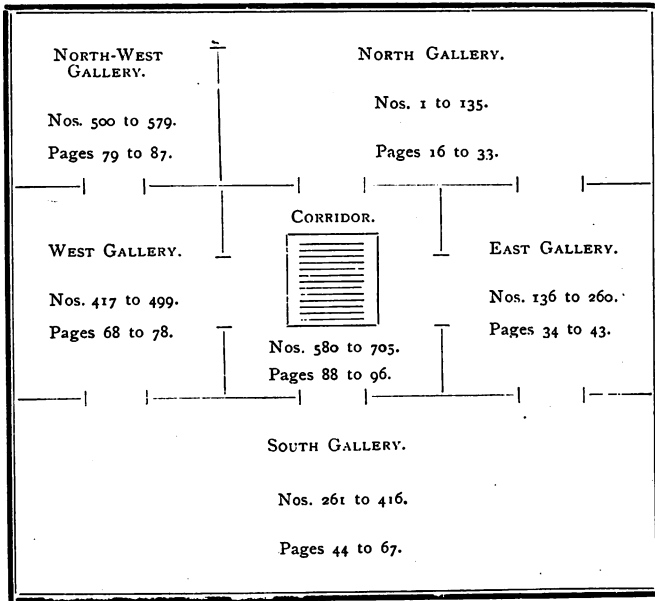 North-West
Gallery.
Nos. 500 to 579.
Pages 79 to 87.
North Gallery.
Nos. 1 to 135.
Pages 16 to 33.
Corridor.
Nos. 580 to 705.
Pages 88 to 96.
West Gallery.
Nos. 417 to 499.
Pages 68 to 78.
East Gallery.
Nos. 136 to 260.
Pages 34 to 43.
South Gallery.
Nos. 261 to 416.
Pages 44 to 67.